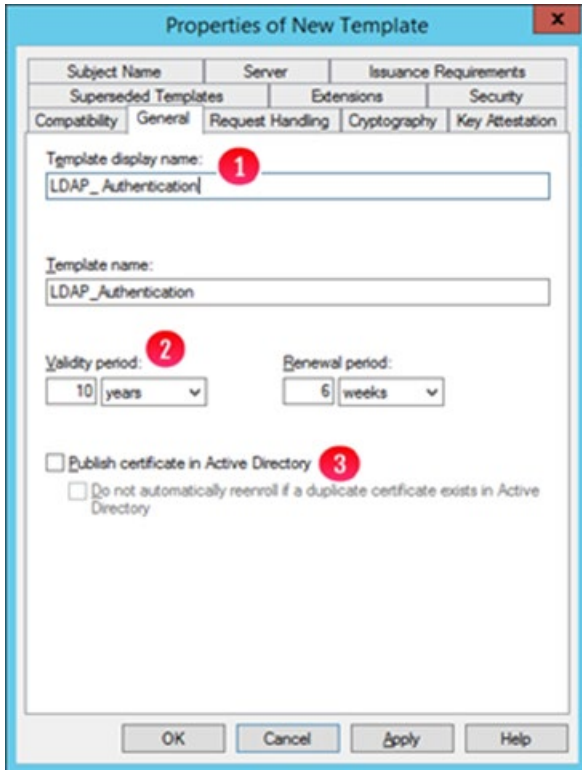 Properties of New Template
x
Subject Name Server Issuance Requirements
Superseded Templates Extensions Security
Compatibility General Request Handling Cryptography Key Attestation
Template display name: 1
LDAP_ Authentication
Template name:
LDAP_Authentication
Validity period: 2 Renewal period:
10 years 6 weeks
Publish certificate in Active Directory 3
Do not automatically reenroll if a duplicate certificate exists in Active
Directory
OK Cancel Apply Help